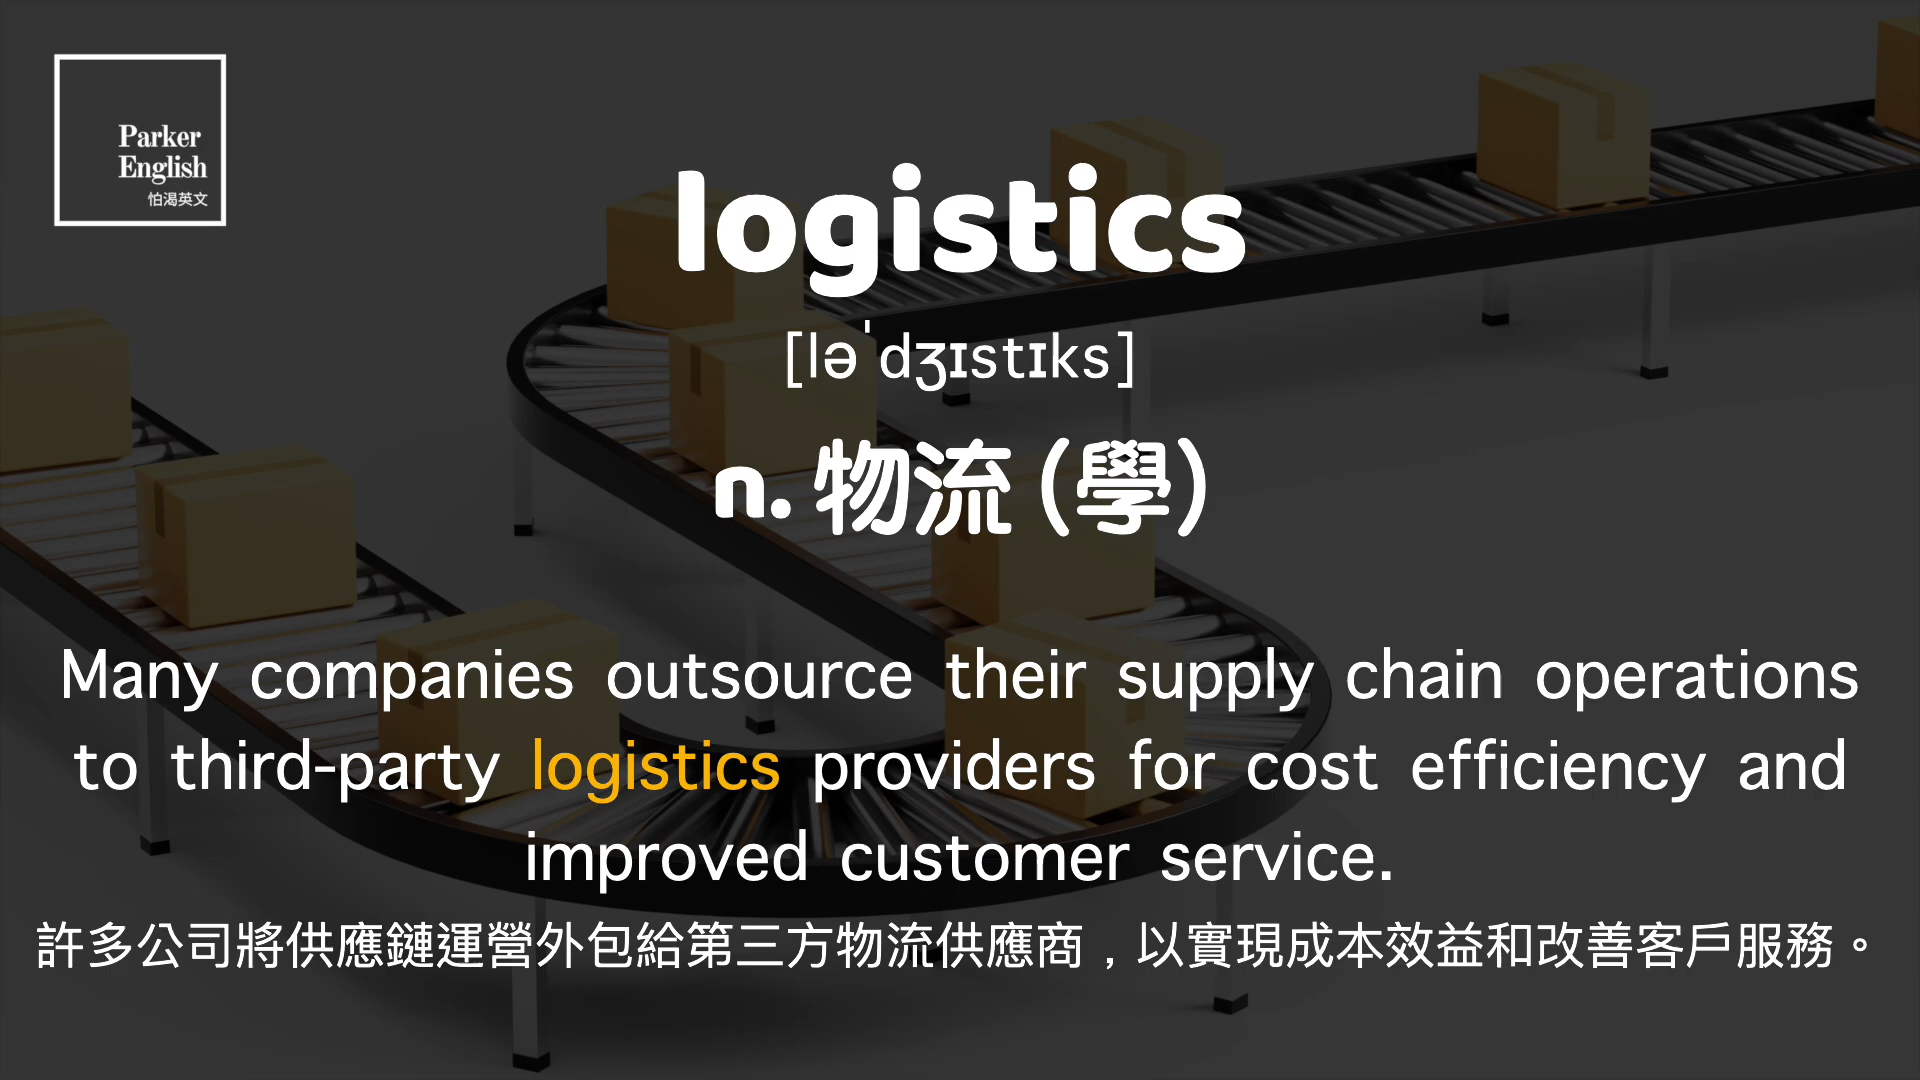 Parker
English
怕渴英文
logistics
[ləˈdʒɪstɪks]
n. 物流 (學)
Many companies outsource their supply chain operations
to third-party logistics providers for cost efficiency and
improved customer service.
許多公司將供應鏈運營外包給第三方物流供應商，以實現成本效益和改善客戶服務。